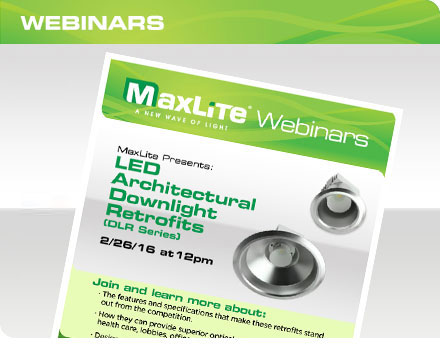 WEBINARS
MaxLite® Webinars
A NEW WAVE OF LIGHT
MaxLite Presents:
LED
Architectural
Downlight
Retrofits
(DLR Series)
2/26/16 at 12pm
Join and learn more about:
· The features and specifications that make these retrofits stand
out from the competition.
· How they can provide superior optical
health care, lobbies, offic